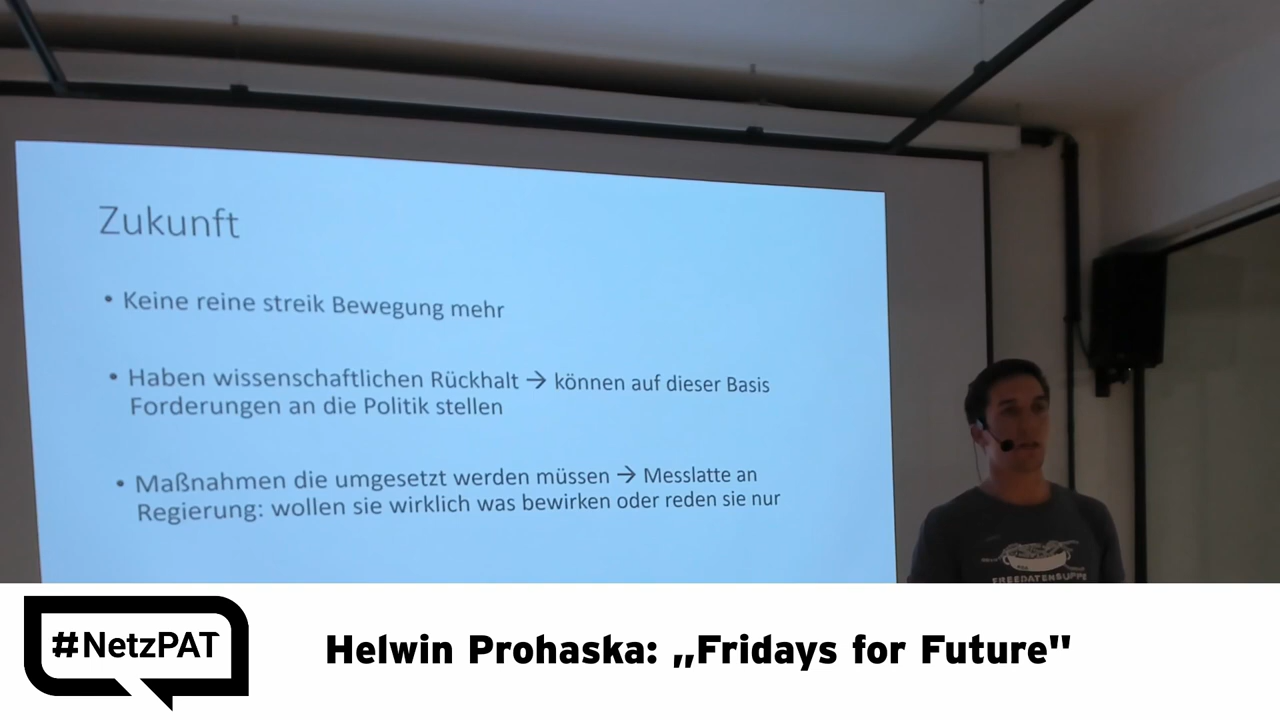 Zukunft
• Keine reine streik Bewegung mehr
• Haben wissenschaftlichen Rückhalt → können auf dieser Basis
Forderungen an die Politik stellen
• Maßnahmen die umgesetzt werden müssen → Messlatte an
Regierung: wollen sie wirklich was bewirken oder reden sie nur
FREEDATENSUPPE
#NetzPAT
Helwin Prohaska: „Fridays for Future"